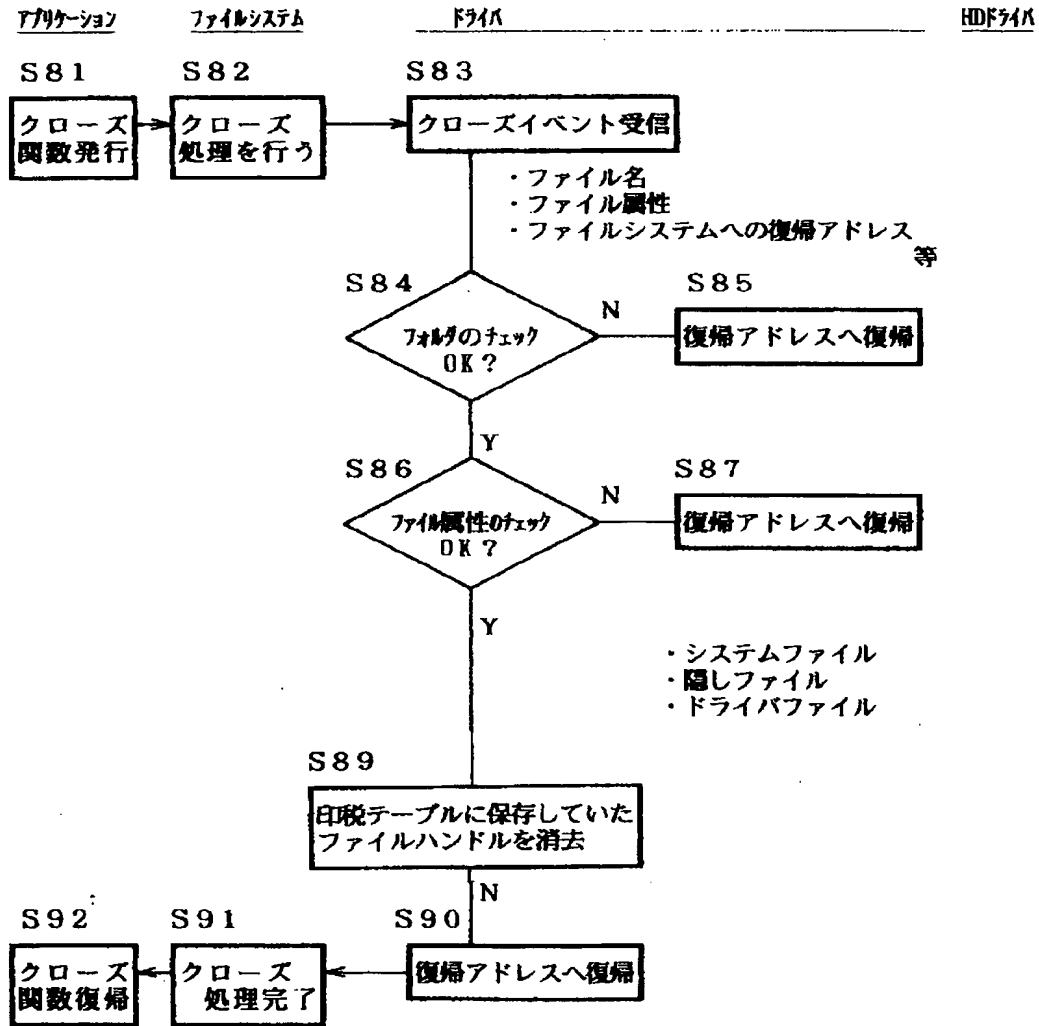 アプリケーション
ファイルシステム
ドライバ
HDドライバ
S81
S82
S83
クローズ
関数発行
クローズ
処理を行う
クローズイベント受信
・ファイル名
・ファイル属性
・ファイルシステムへの復帰アドレス
等
S84
フォルダのチェック
OK?
N
S85
復帰アドレスへ復帰
Y
S86
ファイル属性のチェック
OK?
N
S87
復帰アドレスへ復帰
Y
・システムファイル
・隠しファイル
・ドライバファイル
S89
印税テーブルに保存していた
ファイルハンドルを消去
N
S92
S91
S90
クローズ
関数復帰
クローズ
処理完了
復帰アドレスへ復帰